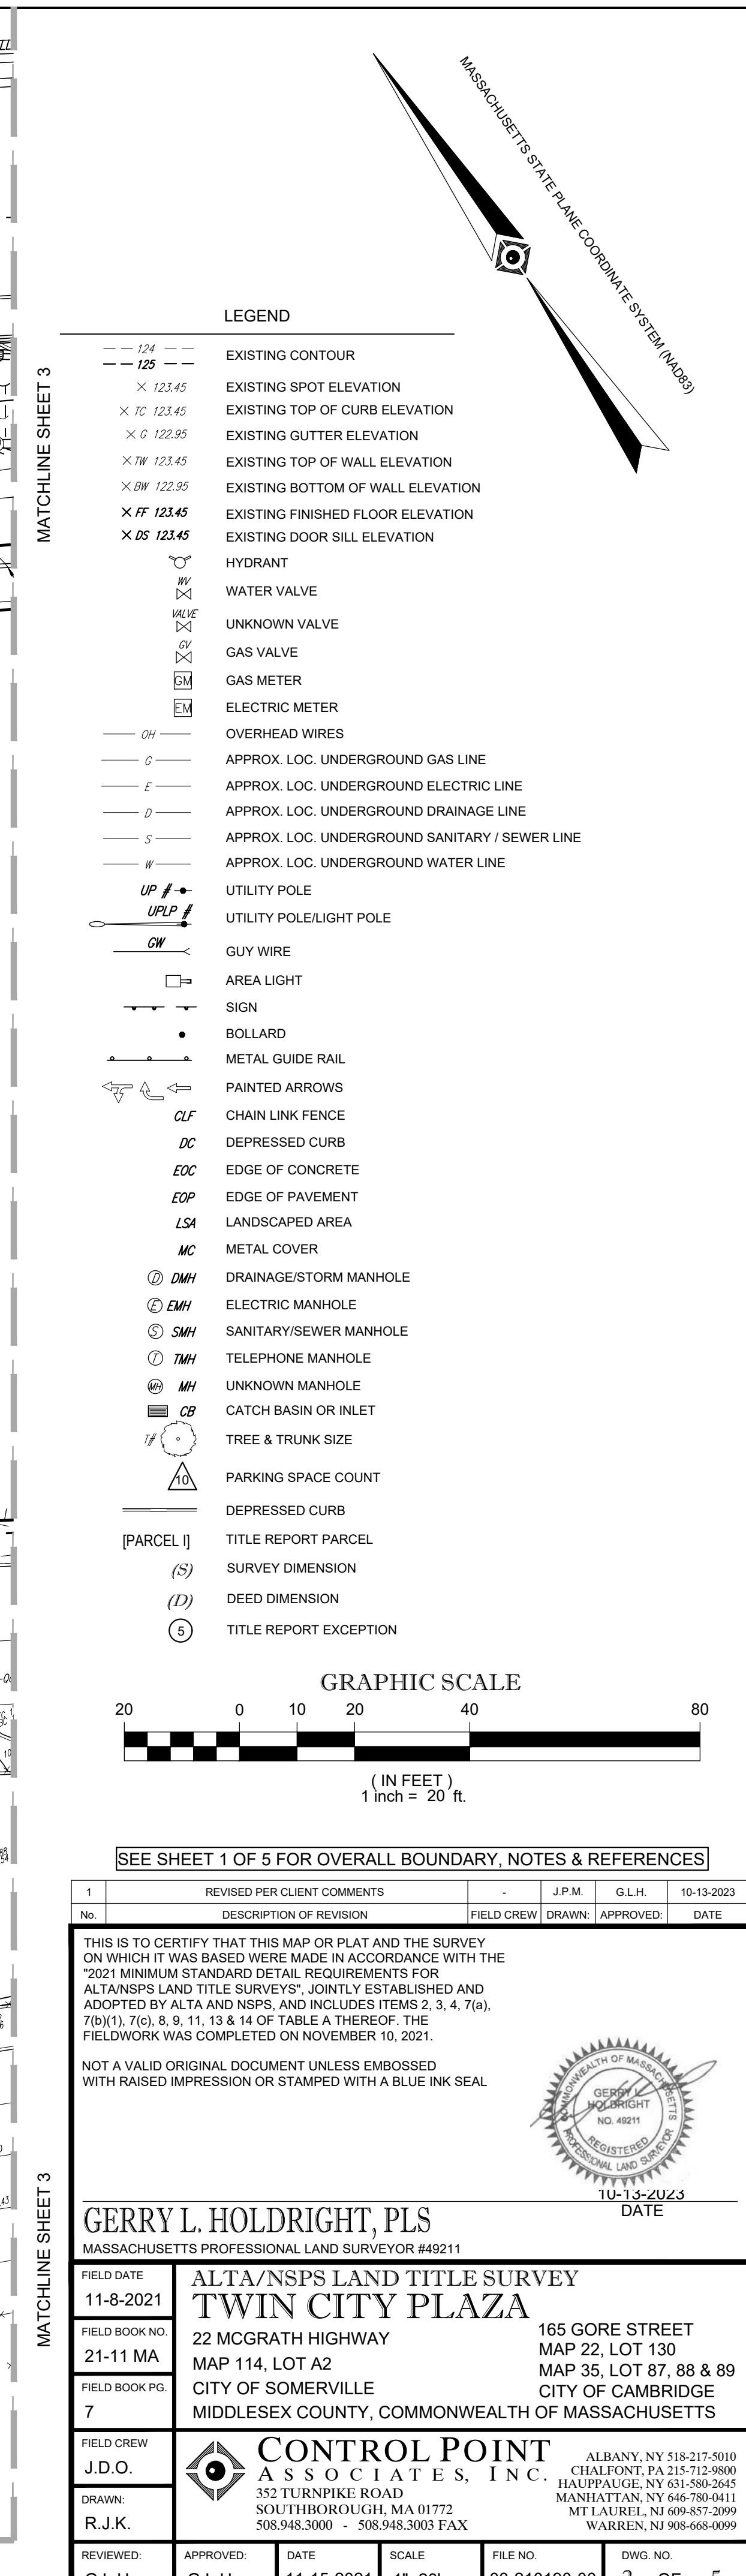 MASSACHUSETTS STATE PLANE COORDINATE SYSTEM (NAD83)
MATCHLINE SHEET 3
LEGEND
124
125 EXISTING CONTOUR
123.45 EXISTING SPOT ELEVATION
TC 123.45 EXISTING TOP OF CURB ELEVATION
G 122.95 EXISTING GUTTER ELEVATION
TW 123.45 EXISTING TOP OF WALL ELEVATION
BW 122.95 EXISTING BOTTOM OF WALL ELEVATION
FF 123.45 EXISTING FINISHED FLOOR ELEVATION
DS 123.45 EXISTING DOOR SILL ELEVATION
HYDRANT
WV WATER VALVE
VALVE UNKNOWN VALVE
GV GAS VALVE
GM GAS METER
EM ELECTRIC METER
OH OVERHEAD WIRES
G APPROX. LOC. UNDERGROUND GAS LINE
E APPROX. LOC. UNDERGROUND ELECTRIC LINE
D APPROX. LOC. UNDERGROUND DRAINAGE LINE
S APPROX. LOC. UNDERGROUND SANITARY / SEWER LINE
W APPROX. LOC. UNDERGROUND WATER LINE
UP # UTILITY POLE
UPLP # UTILITY POLE/LIGHT POLE
GW GUY WIRE
AREA LIGHT
SIGN
BOLLARD
METAL GUIDE RAIL
PAINTED ARROWS
CLF CHAIN LINK FENCE
DC DEPRESSED CURB
EOC EDGE OF CONCRETE
EOP EDGE OF PAVEMENT
LSA LANDSCAPED AREA
MC METAL COVER
D DMH DRAINAGE/STORM MANHOLE
E EMH ELECTRIC MANHOLE
S SMH SANITARY/SEWER MANHOLE
T TMH TELEPHONE MANHOLE
MH MH UNKNOWN MANHOLE
CB CATCH BASIN OR INLET
T# TREE & TRUNK SIZE
10 PARKING SPACE COUNT
DEPRESSED CURB
[PARCEL I] TITLE REPORT PARCEL
(S) SURVEY DIMENSION
(D) DEED DIMENSION
5 TITLE REPORT EXCEPTION
GRAPHIC SCALE
20 0 10 20 40 80
( IN FEET )
1 inch = 20 ft.
SEE SHEET 1 OF 5 FOR OVERALL BOUNDARY, NOTES & REFERENCES
1 REVISED PER CLIENT COMMENTS - J.P.M. G.L.H. 10-13-2023
No. DESCRIPTION OF REVISION FIELD CREW DRAWN: APPROVED: DATE
THIS IS TO CERTIFY THAT THIS MAP OR PLAT AND THE SURVEY
ON WHICH IT WAS BASED WERE MADE IN ACCORDANCE WITH THE
"2021 MINIMUM STANDARD DETAIL REQUIREMENTS FOR
ALTA/NSPS LAND TITLE SURVEYS", JOINTLY ESTABLISHED AND
ADOPTED BY ALTA AND NSPS, AND INCLUDES ITEMS 2, 3, 4, 7(a),
7(b)(1), 7(c), 8, 9, 11, 13 & 14 OF TABLE A THEREOF. THE
FIELDWORK WAS COMPLETED ON NOVEMBER 10, 2021.
NOT A VALID ORIGINAL DOCUMENT UNLESS EMBOSSED
WITH RAISED IMPRESSION OR STAMPED WITH A BLUE INK SEAL
COMMONWEALTH OF MASSACHUSETTS
GERRY L.
HOLDRIGHT
NO. 49211
REGISTERED
PROFESSIONAL LAND SURVEYOR
10-13-2023
DATE
GERRY L. HOLDRIGHT, PLS
MASSACHUSETTS PROFESSIONAL LAND SURVEYOR #49211
MATCHLINE SHEET 3
FIELD DATE
11-8-2021
FIELD BOOK NO.
21-11 MA
FIELD BOOK PG.
7
FIELD CREW
J.D.O.
DRAWN:
R.J.K.
ALTA/NSPS LAND TITLE SURVEY
TWIN CITY PLAZA
22 MCGRATH HIGHWAY
MAP 114, LOT A2
CITY OF SOMERVILLE
165 GORE STREET
MAP 22, LOT 130
MAP 35, LOT 87, 88 & 89
CITY OF CAMBRIDGE
MIDDLESEX COUNTY, COMMONWEALTH OF MASSACHUSETTS
CONTROL POINT
ASSOCIATES, INC.
352 TURNPIKE ROAD
SOUTHBOROUGH, MA 01772
508.948.3000 - 508.948.3003 FAX
ALBANY, NY 518-217-5010
CHALFONT, PA 215-712-9800
HAUPPAUGE, NY 631-580-2645
MANHATTAN, NY 646-780-0411
MT LAUREL, NJ 609-857-2099
WARREN, NJ 908-668-0099
REVIEWED: APPROVED: DATE SCALE FILE NO. DWG. NO.
11-15-2021 OF 5